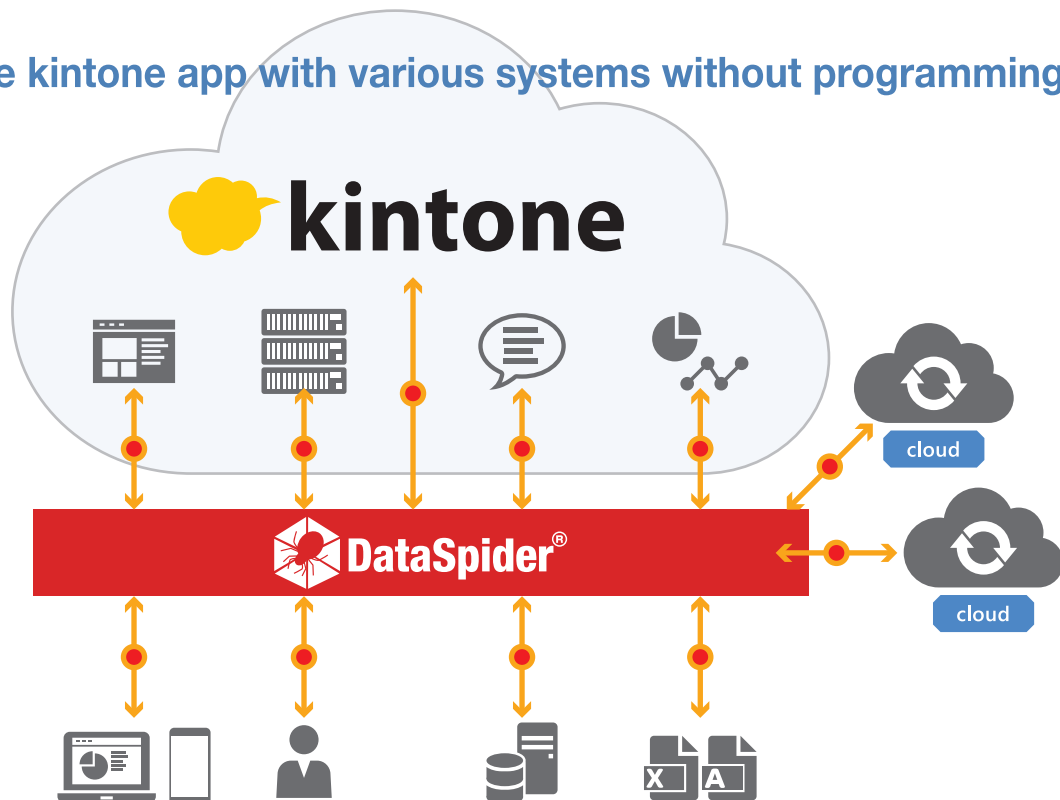 e kintone app with various systems without programming
kintone
cloud
DataSpider®
cloud
X A